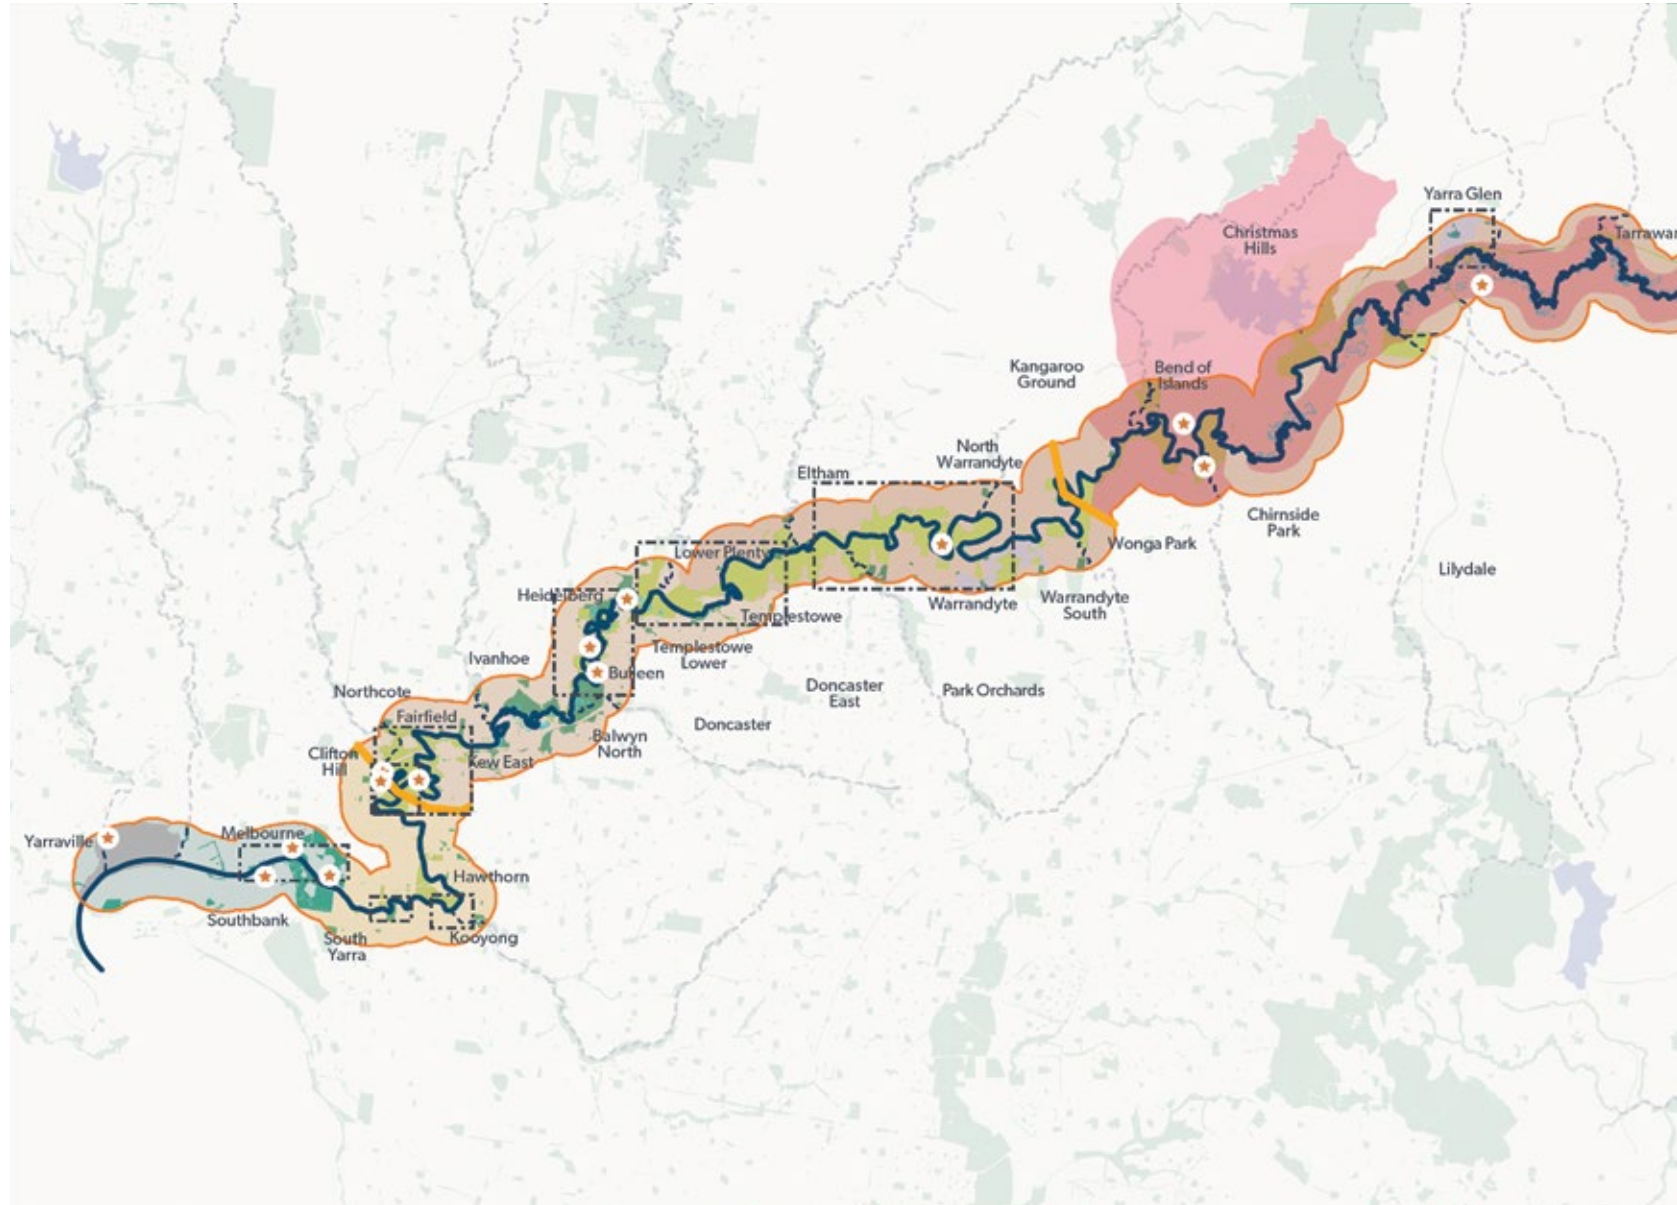 Yarra Glen
Christmas
Hills
Kangaroo
Ground
Bend of
Islands
North
Warrandyte
Eltham
Chirnside
Park
Wonga Park
Lilydale
Lower Plenty
Heidelberg
Warrandyte
Warrandyte
South
Templestowe
Templestowe
Lower
Ivanhoe
Bulleen
Doncaster
East
Park Orchards
Northcote
Fairfield
Doncaster
Balwyn
North
Clifton
Hill
Kew East
Yarraville
Melbourne
Hawthorn
Southbank
South
Yarra
Kooyong